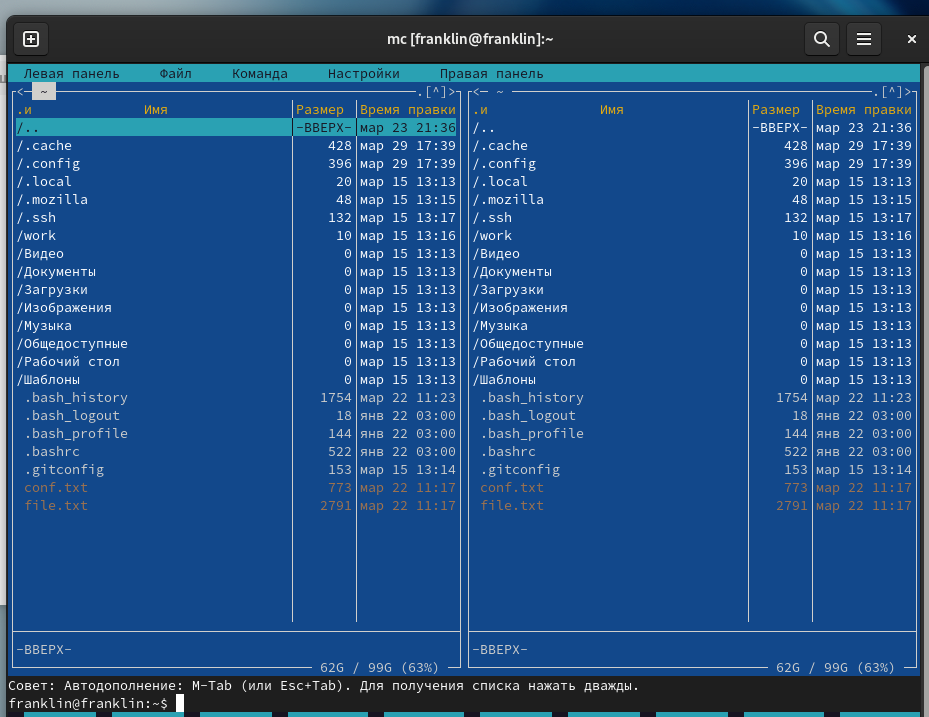 mc [franklin@franklin]:~
Левая панель Файл Команда Настройки Правая панель
<─ ~ ─.[^]> <─ ~ ─.[^]>
.и Имя Размер Время правки .и Имя Размер Время правки
/.. -ВВЕРХ- мар 23 21:36 /.. -ВВЕРХ- мар 23 21:36
/.cache 428 мар 29 17:39 /.cache 428 мар 29 17:39
/.config 396 мар 29 17:39 /.config 396 мар 29 17:39
/.local 20 мар 15 13:13 /.local 20 мар 15 13:13
/.mozilla 48 мар 15 13:15 /.mozilla 48 мар 15 13:15
/.ssh 132 мар 15 13:17 /.ssh 132 мар 15 13:17
/work 10 мар 15 13:16 /work 10 мар 15 13:16
/Видео 0 мар 15 13:13 /Видео 0 мар 15 13:13
/Документы 0 мар 15 13:13 /Документы 0 мар 15 13:13
/Загрузки 0 мар 15 13:13 /Загрузки 0 мар 15 13:13
/Изображения 0 мар 15 13:13 /Изображения 0 мар 15 13:13
/Музыка 0 мар 15 13:13 /Музыка 0 мар 15 13:13
/Общедоступные 0 мар 15 13:13 /Общедоступные 0 мар 15 13:13
/Рабочий стол 0 мар 15 13:13 /Рабочий стол 0 мар 15 13:13
/Шаблоны 0 мар 15 13:13 /Шаблоны 0 мар 15 13:13
.bash_history 1754 мар 22 11:23 .bash_history 1754 мар 22 11:23
.bash_logout 18 янв 22 03:00 .bash_logout 18 янв 22 03:00
.bash_profile 144 янв 22 03:00 .bash_profile 144 янв 22 03:00
.bashrc 522 янв 22 03:00 .bashrc 522 янв 22 03:00
.gitconfig 153 мар 15 13:14 .gitconfig 153 мар 15 13:14
conf.txt 773 мар 22 11:17 conf.txt 773 мар 22 11:17
file.txt 2791 мар 22 11:17 file.txt 2791 мар 22 11:17
-ВВЕРХ- -ВВЕРХ-
62G / 99G (63%) 62G / 99G (63%)
Совет: Автодополнение: M-Tab (или Esc+Tab). Для получения списка нажать дважды.
franklin@franklin:~$